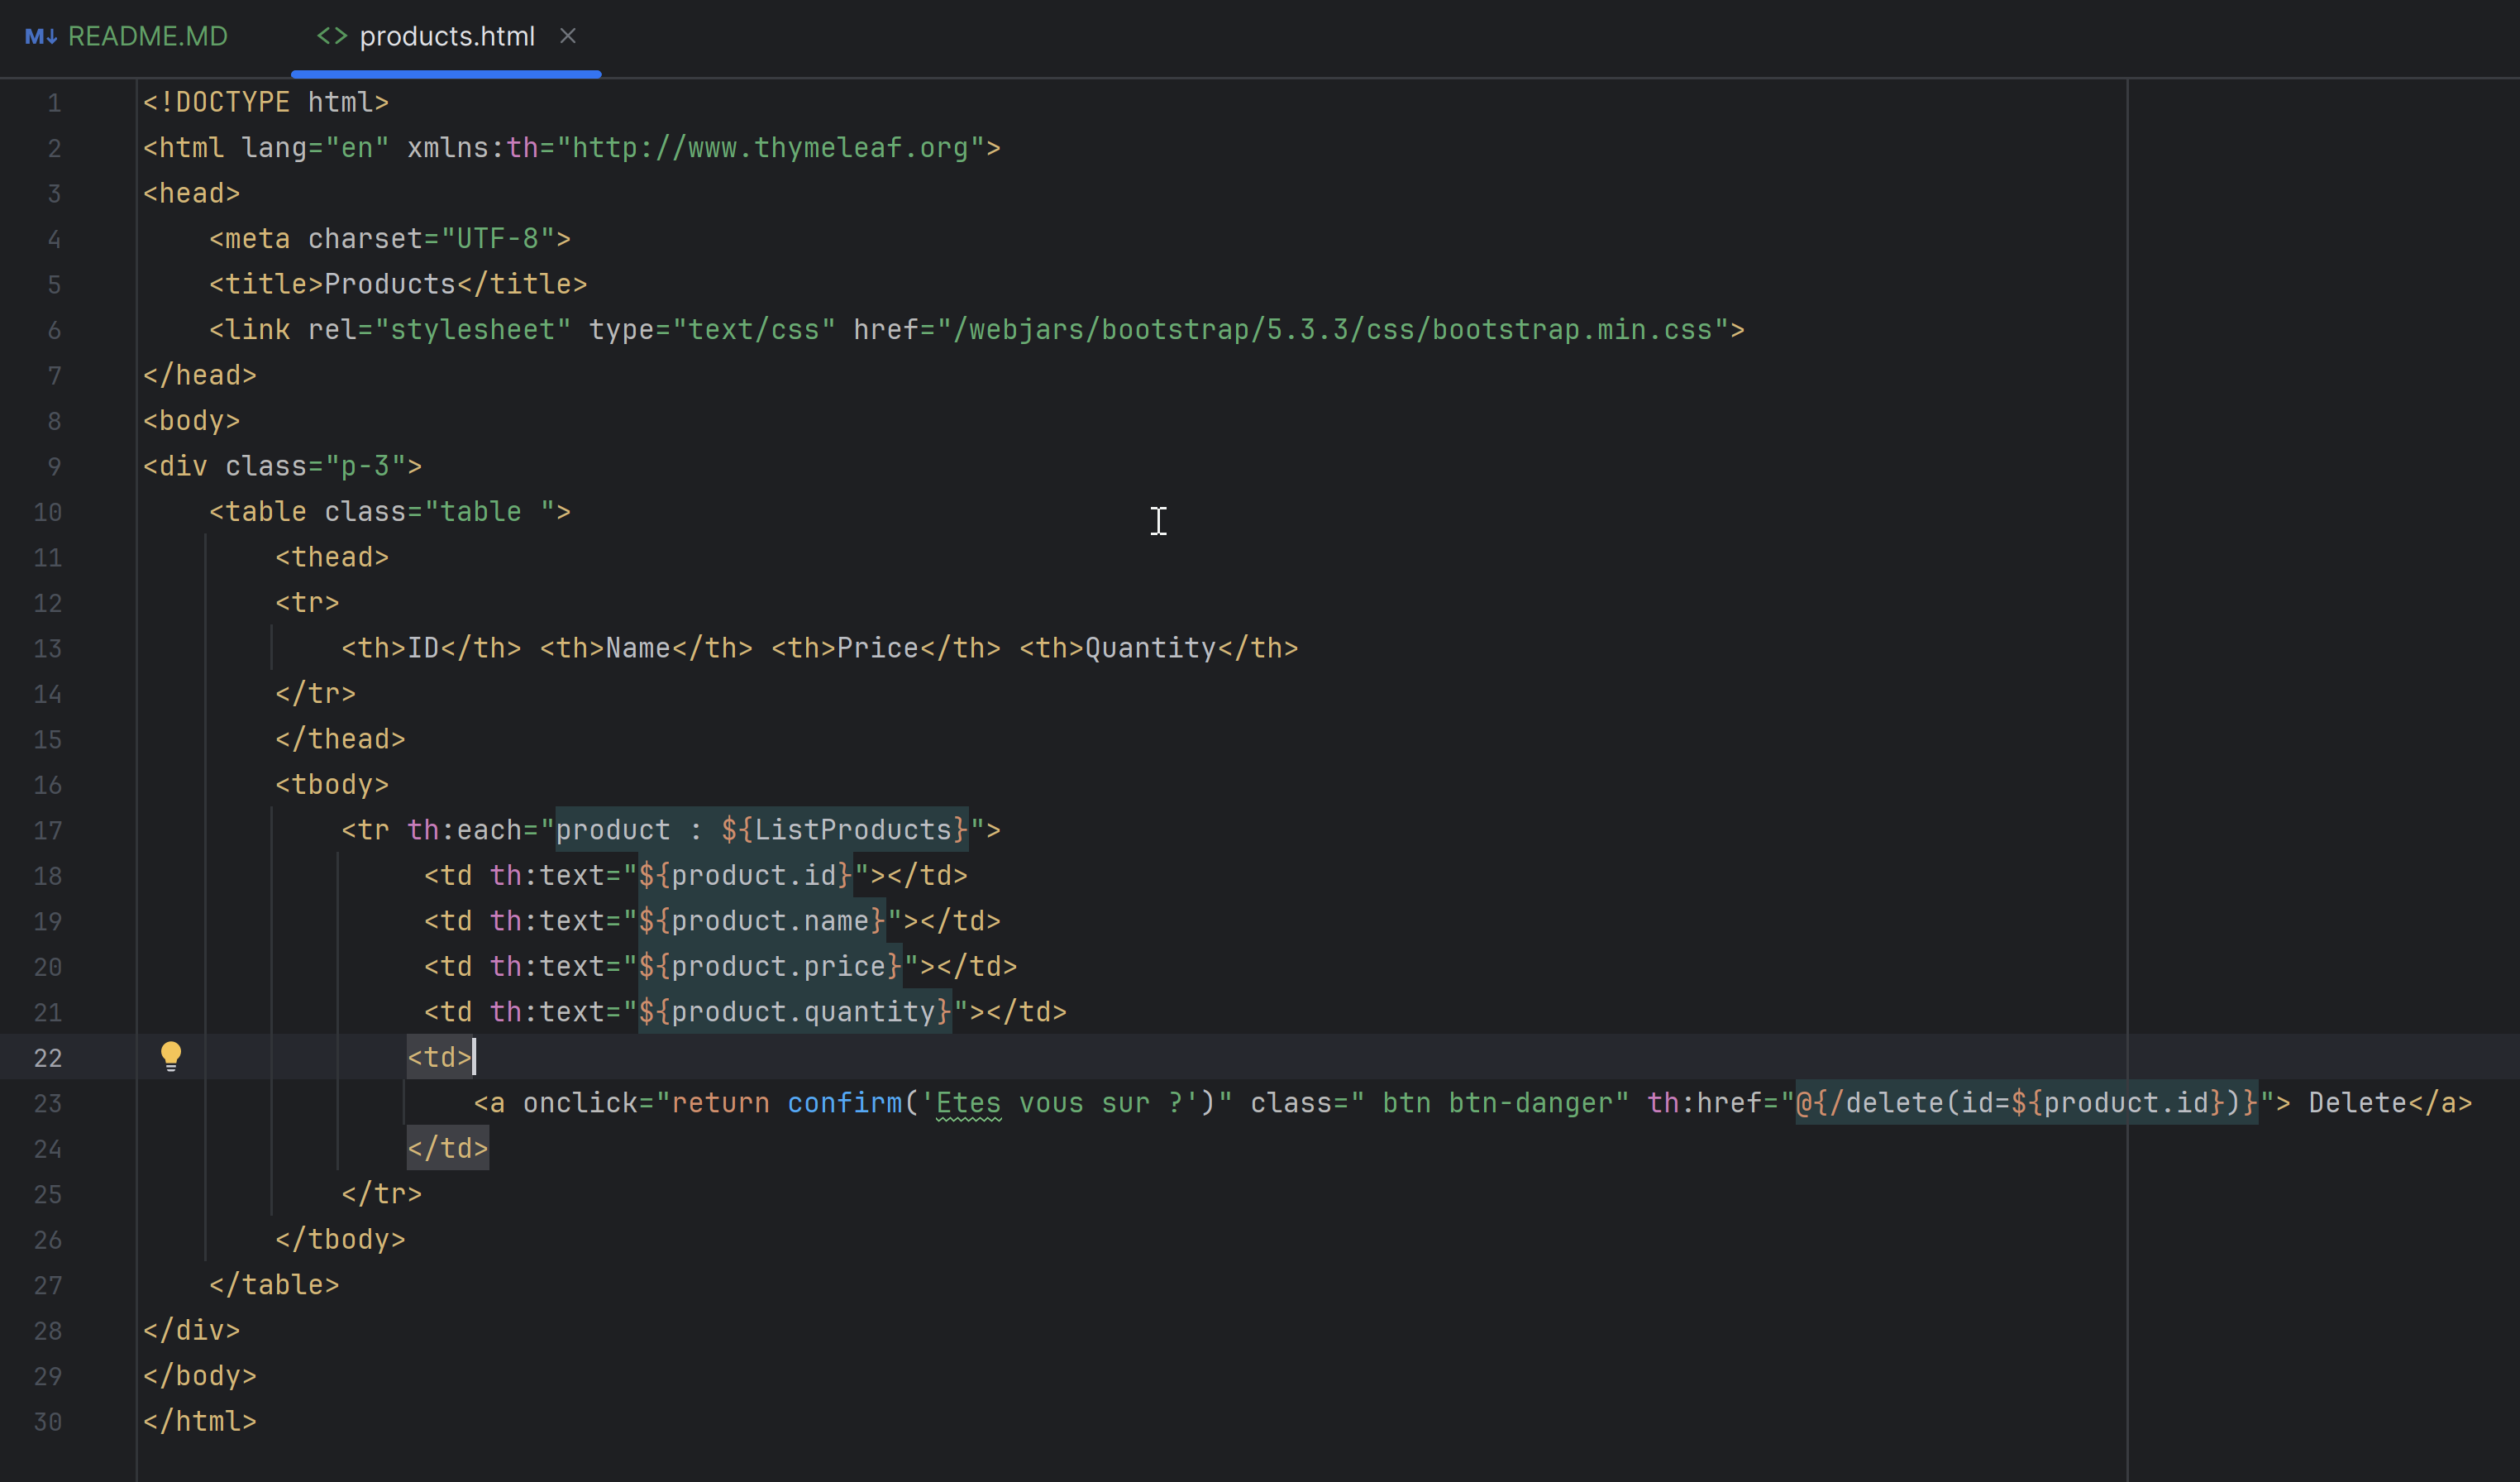 M↓ README.MD <> products.html ×
1 <!DOCTYPE html>
2 <html lang="en" xmlns:th="http://www.thymeleaf.org">
3 <head>
4     <meta charset="UTF-8">
5     <title>Products</title>
6     <link rel="stylesheet" type="text/css" href="/webjars/bootstrap/5.3.3/css/bootstrap.min.css">
7 </head>
8 <body>
9 <div class="p-3">
10     <table class="table ">
11         <thead>
12         <tr>
13             <th>ID</th> <th>Name</th> <th>Price</th> <th>Quantity</th>
14         </tr>
15         </thead>
16         <tbody>
17             <tr th:each="product : ${ListProducts}">
18                  <td th:text="${product.id}"></td>
19                  <td th:text="${product.name}"></td>
20                  <td th:text="${product.price}"></td>
21                  <td th:text="${product.quantity}"></td>
22                 <td>
23                     <a onclick="return confirm('Etes vous sur ?')" class=" btn btn-danger" th:href="@{/delete(id=${product.id})}"> Delete</a>
24                 </td>
25             </tr>
26         </tbody>
27     </table>
28 </div>
29 </body>
30 </html>